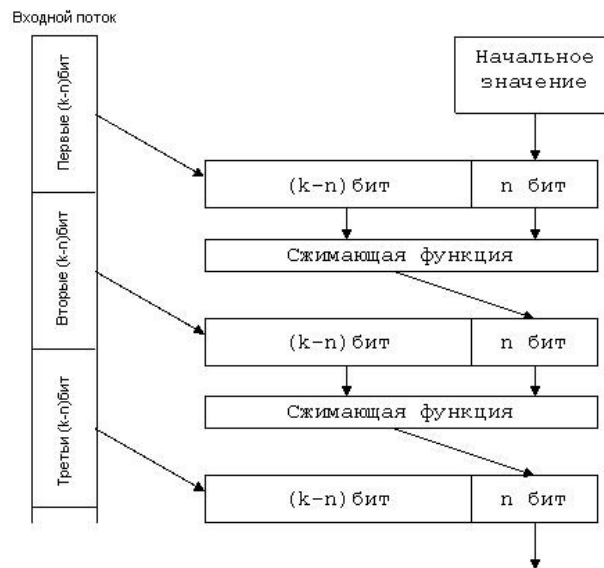 Входной поток
Начальное
значение
Первые (k-n)бит
(k-n)бит
n бит
Сжимающая функция
Вторые (k-n)бит
(k-n)бит
n бит
Сжимающая функция
Третьи (k-n)бит
(k-n)бит
n бит